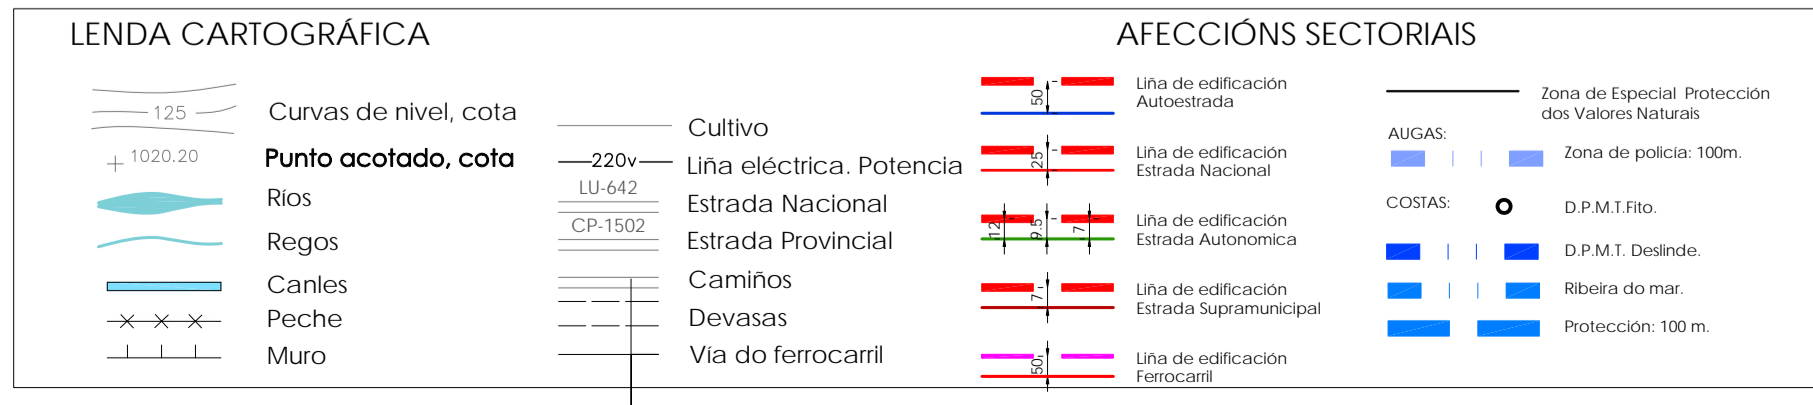 LENDA CARTOGRÁFICA
125
Curvas de nivel, cota
1020.20
Punto acotado, cota
Ríos
Regos
Canles
Peche
Muro
Cultivo
220v
Liña eléctrica. Potencia
LU-642
Estrada Nacional
CP-1502
Estrada Provincial
Camiños
Devasas
Vía do ferrocarril
AFECCIÓNS SECTORIAIS
50
Liña de edificación
Autoestrada
25
Liña de edificación
Estrada Nacional
12
9.5
7
Liña de edificación
Estrada Autonomica
7
Liña de edificación
Estrada Supramunicipal
50
Liña de edificación
Ferrocarril
Zona de Especial Protección
dos Valores Naturais
AUGAS:
Zona de policía: 100m.
COSTAS:
D.P.M.T.Fito.
D.P.M.T. Deslinde.
Ribeira do mar.
Protección: 100 m.